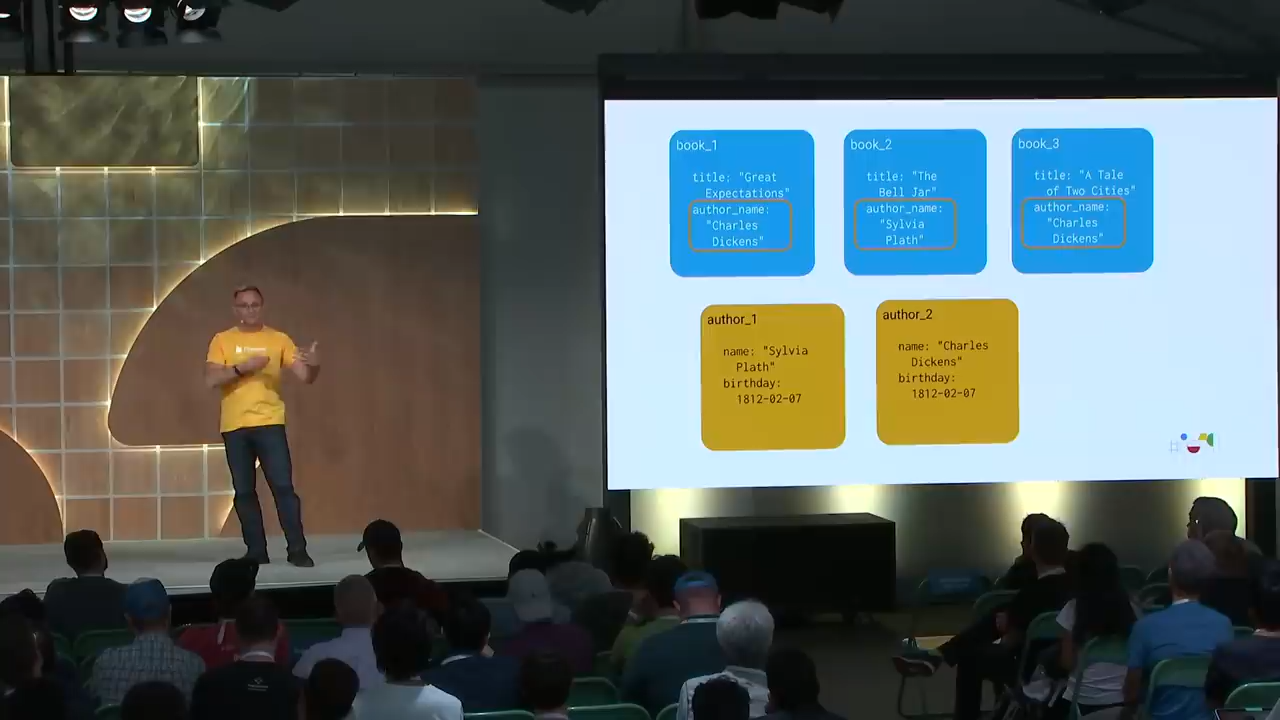 book_1
title: "Great
Expectations"
author_name:
"Charles
Dickens"
book_2
title: "The
Bell Jar"
author_name:
"Sylvia
Plath"
book_3
title: "A Tale
of Two Cities"
author_name:
"Charles
Dickens"
author_1
name: "Sylvia
Plath"
birthday:
1812-02-07
author_2
name: "Charles
Dickens"
birthday:
1812-02-07